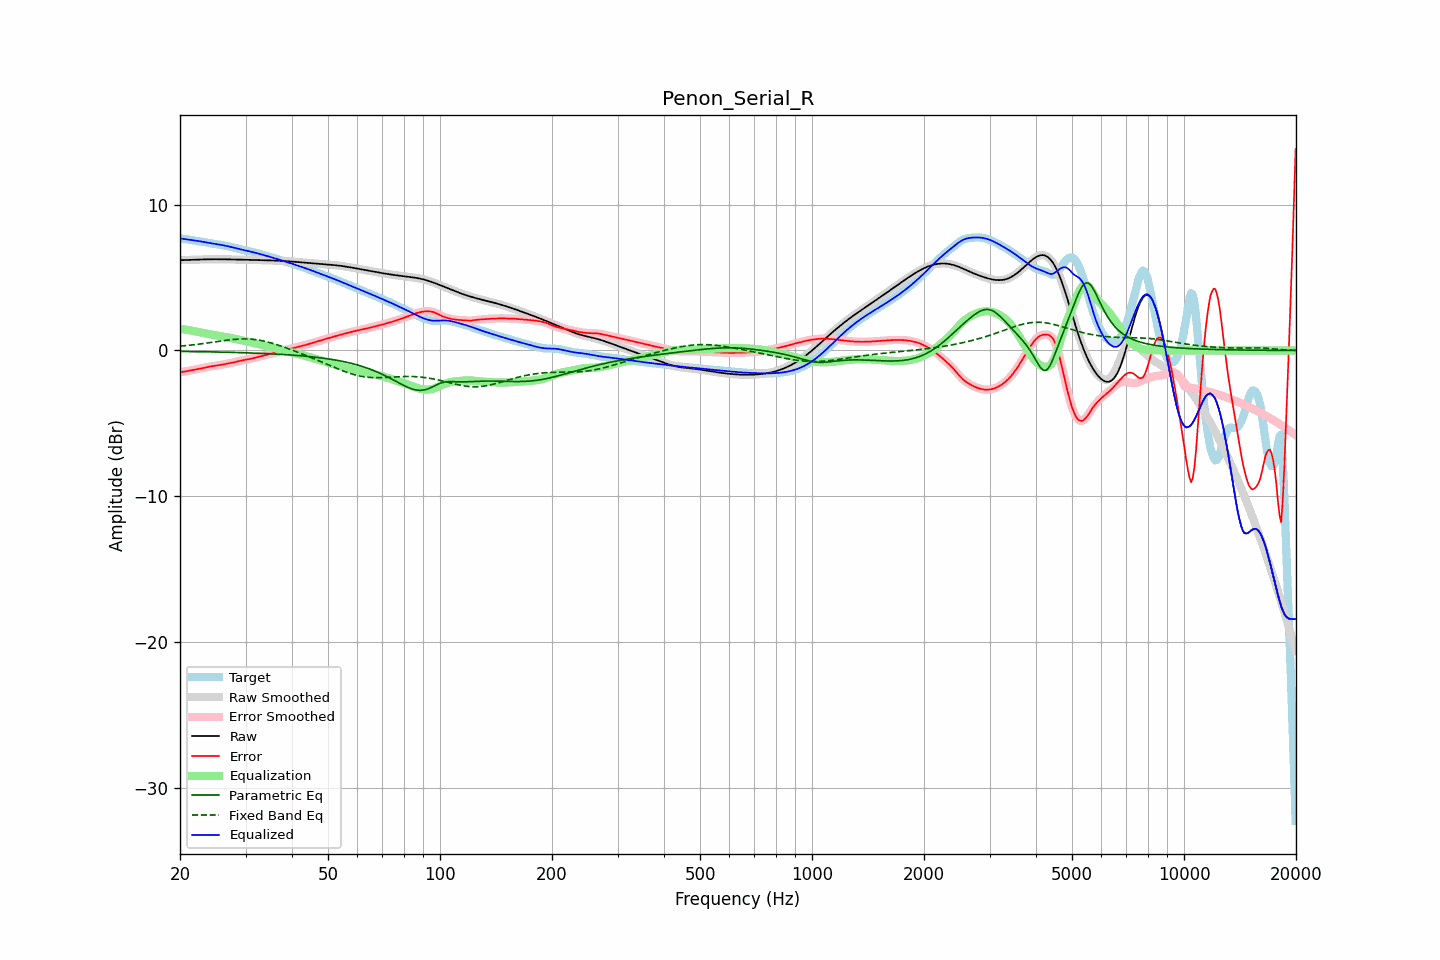 Penon_Serial_R
Amplitude (dBr)
10
0
−10
−20
−30
Target
Raw Smoothed
Error Smoothed
Raw
Error
Equalization
Parametric Eq
Fixed Band Eq
Equalized
20 50 100 200 500 1000 2000 5000 10000 20000
Frequency (Hz)